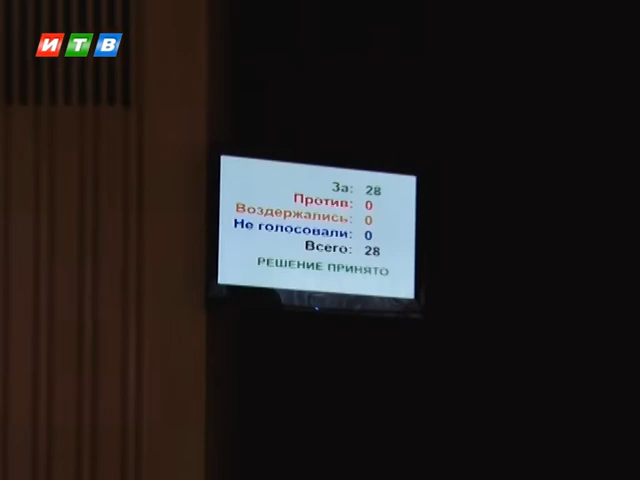 ИТВ
За: 28
Против: 0
Воздержались: 0
Не голосовали: 0
Всего: 28
РЕШЕНИЕ ПРИНЯТО